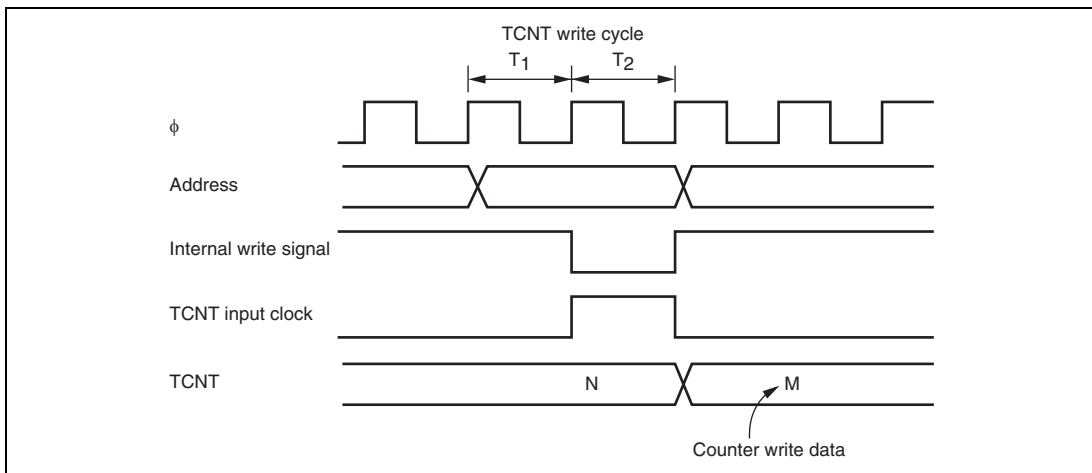 TCNT write cycle
T1 T2
ϕ
Address
Internal write signal
TCNT input clock
TCNT N M
Counter write data